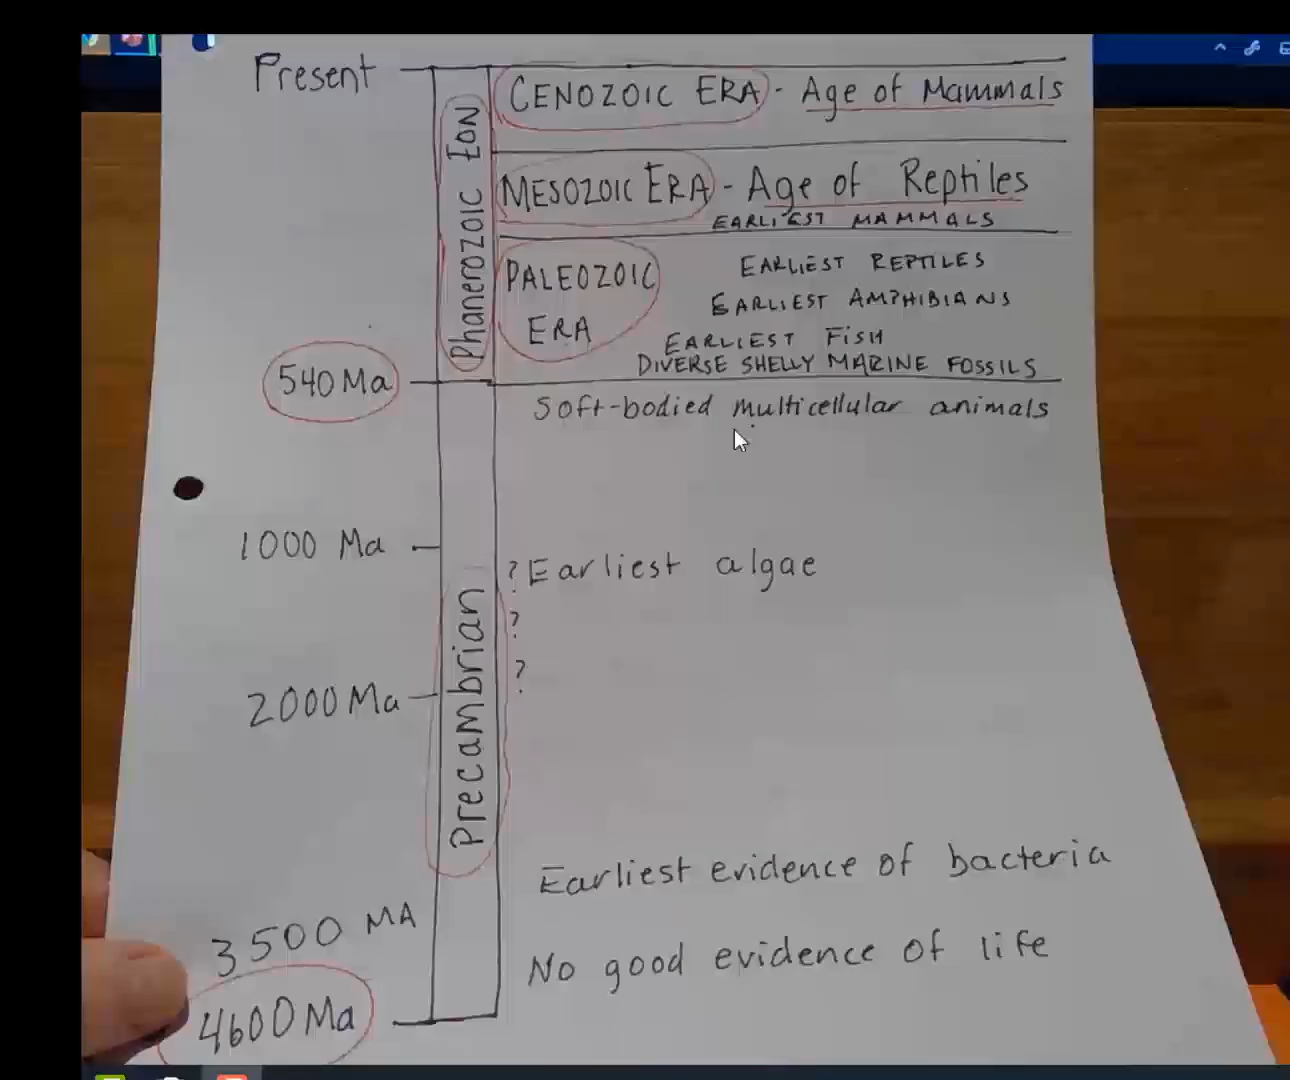 Present
CENOZOIC ERA - Age of Mammals
MESOZOIC ERA - Age of Reptiles
EARLIEST MAMMALS
Phanerozoic Eon
PALEOZOIC
ERA
EARLIEST REPTILES
EARLIEST AMPHIBIANS
EARLIEST FISH
DIVERSE SHELLY MARINE FOSSILS
540 Ma
Soft-bodied multicellular animals
1000 Ma
? Earliest algae
?
?
2000 Ma
Precambrian
Earliest evidence of bacteria
3500 MA
No good evidence of life
4600 Ma